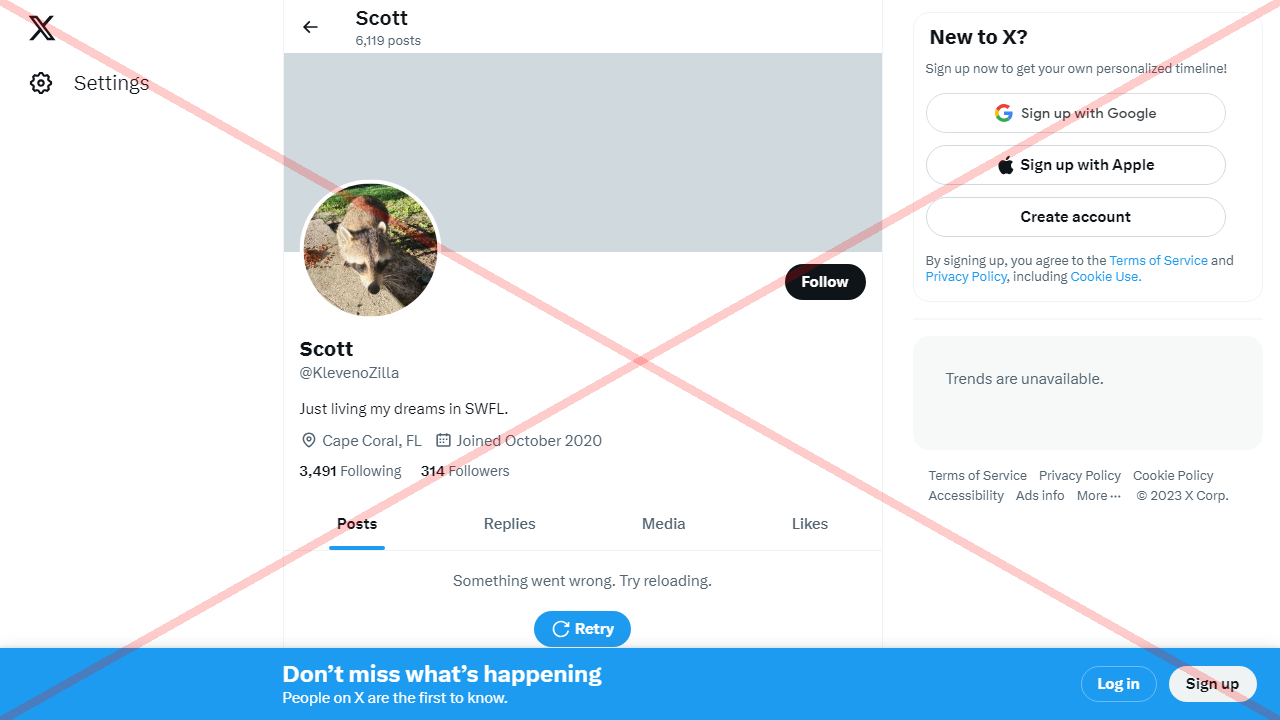 Settings
Scott
6,119 posts
Follow
Scott
@KlevenoZilla
Just living my dreams in SWFL.
Cape Coral, FL Joined October 2020
3,491 Following 314 Followers
Posts Replies Media Likes
Something went wrong. Try reloading.
Retry
New to X?
Sign up now to get your own personalized timeline!
Sign up with Google
Sign up with Apple
Create account
By signing up, you agree to the Terms of Service and
Privacy Policy, including Cookie Use.
Trends are unavailable.
Terms of Service Privacy Policy Cookie Policy
Accessibility Ads info More ··· © 2023 X Corp.
Don’t miss what’s happening
People on X are the first to know.
Log in Sign up